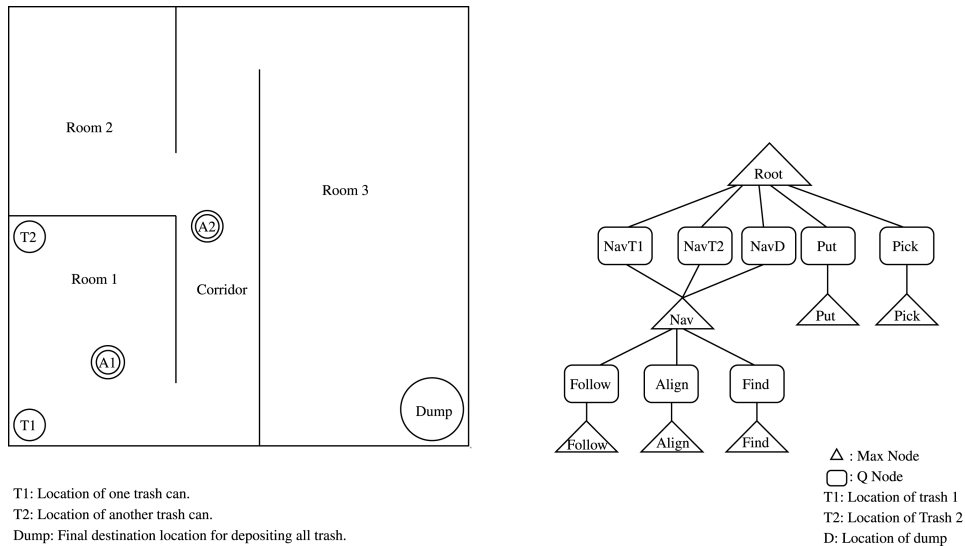 Room 2
Room 3
A2
T2
Room 1
Corridor
A1
T1
Dump
T1: Location of one trash can.
T2: Location of another trash can.
Dump: Final destination location for depositing all trash.
Root
NavT1 NavT2 NavD Put Pick
Nav Put Pick
Follow Align Find
Follow Align Find
: Max Node
: Q Node
T1: Location of trash 1
T2: Location of Trash 2
D: Location of dump